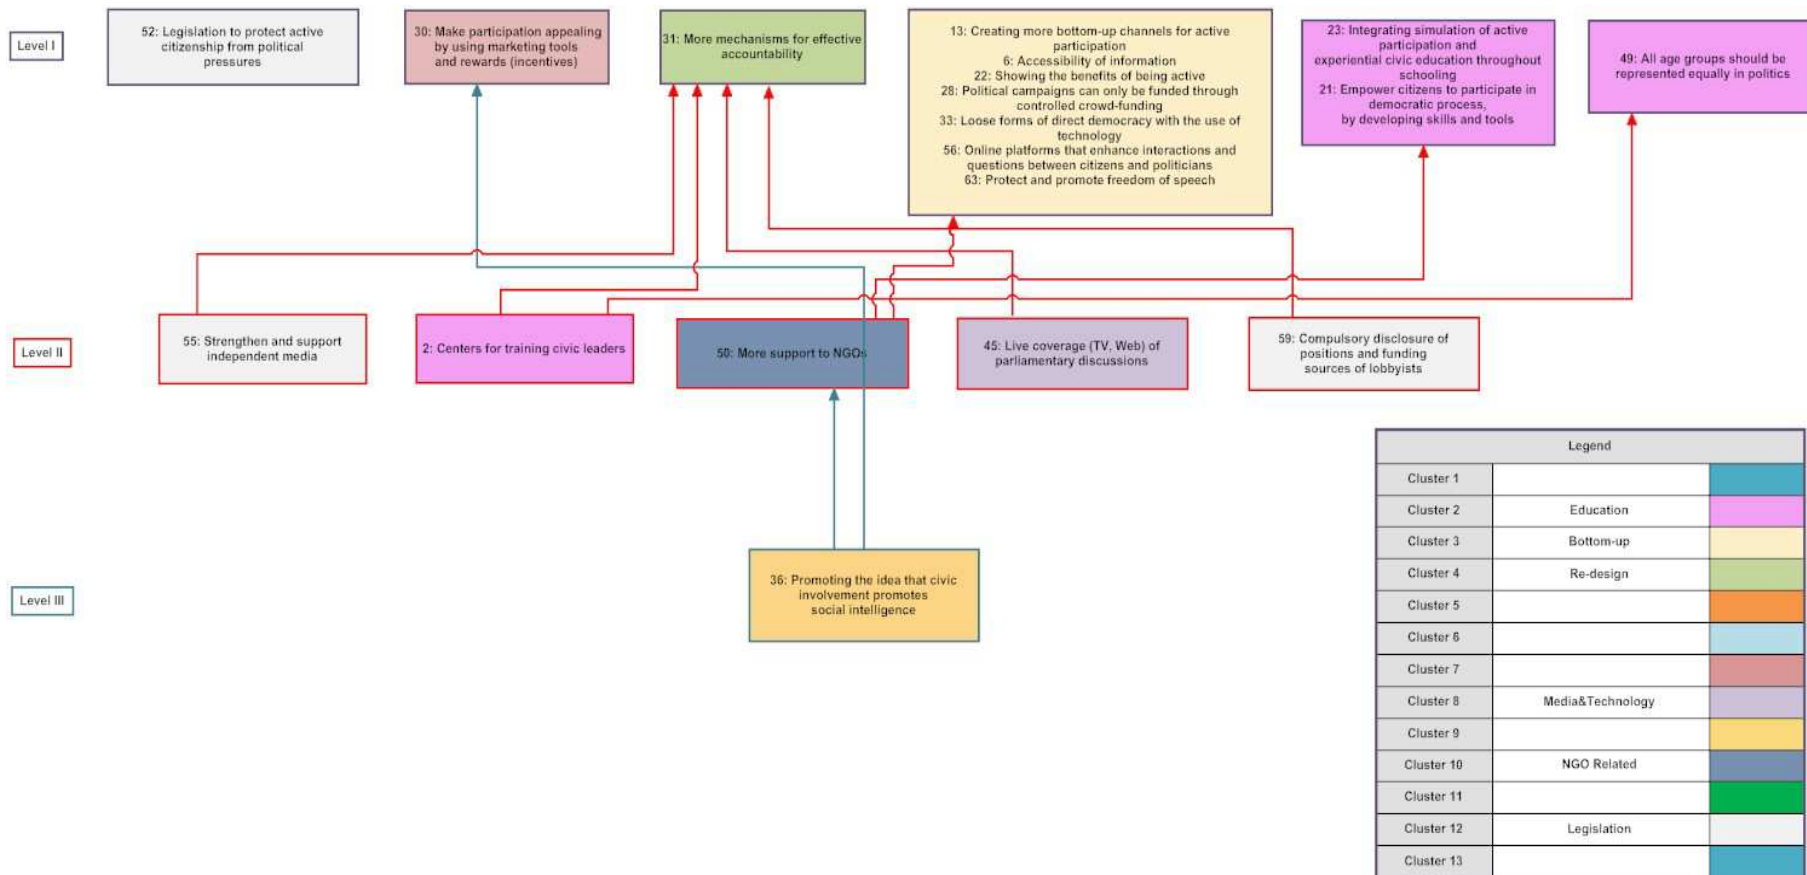 Level I
52: Legislation to protect active
citizenship from political
pressures
30: Make participation appealing
by using marketing tools
and rewards (incentives)
31: More mechanisms for effective
accountability
13: Creating more bottom-up channels for active
participation
6: Accessibility of information
22: Showing the benefits of being active
28: Political campaigns can only be funded through
controlled crowd-funding
33: Loose forms of direct democracy with the use of
technology
56: Online platforms that enhance interactions and
questions between citizens and politicians
63: Protect and promote freedom of speech
23: Integrating simulation of active
participation and
experiential civic education throughout
schooling
21: Empower citizens to participate in
democratic process,
by developing skills and tools
49: All age groups should be
represented equally in politics
Level II
55: Strengthen and support
independent media
2: Centers for training civic leaders
50: More support to NGOs
45: Live coverage (TV, Web) of
parliamentary discussions
59: Compulsory disclosure of
positions and funding
sources of lobbyists
Level III
36: Promoting the idea that civic
involvement promotes
social intelligence
Legend
Cluster 1
Cluster 2 Education
Cluster 3 Bottom-up
Cluster 4 Re-design
Cluster 5
Cluster 6
Cluster 7
Cluster 8 Media&Technology
Cluster 9
Cluster 10 NGO Related
Cluster 11
Cluster 12 Legislation
Cluster 13